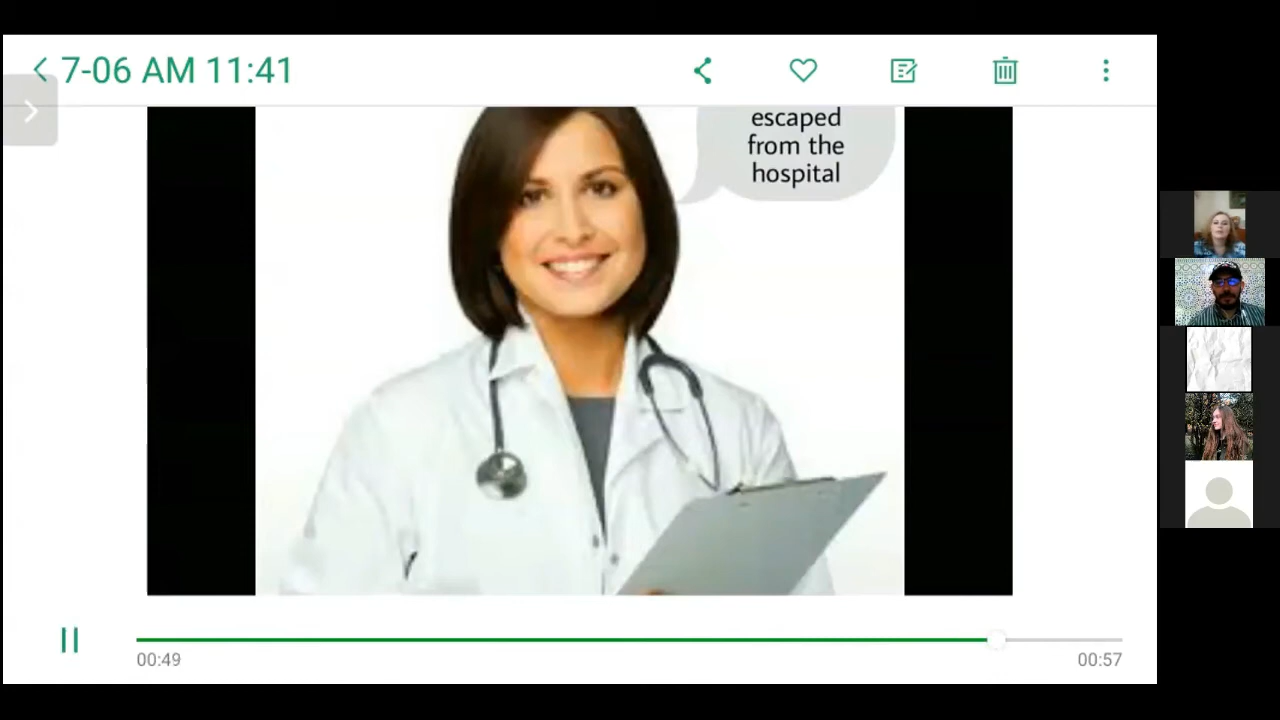 7-06 AM 11:41
escaped
from the
hospital
00:49
00:57